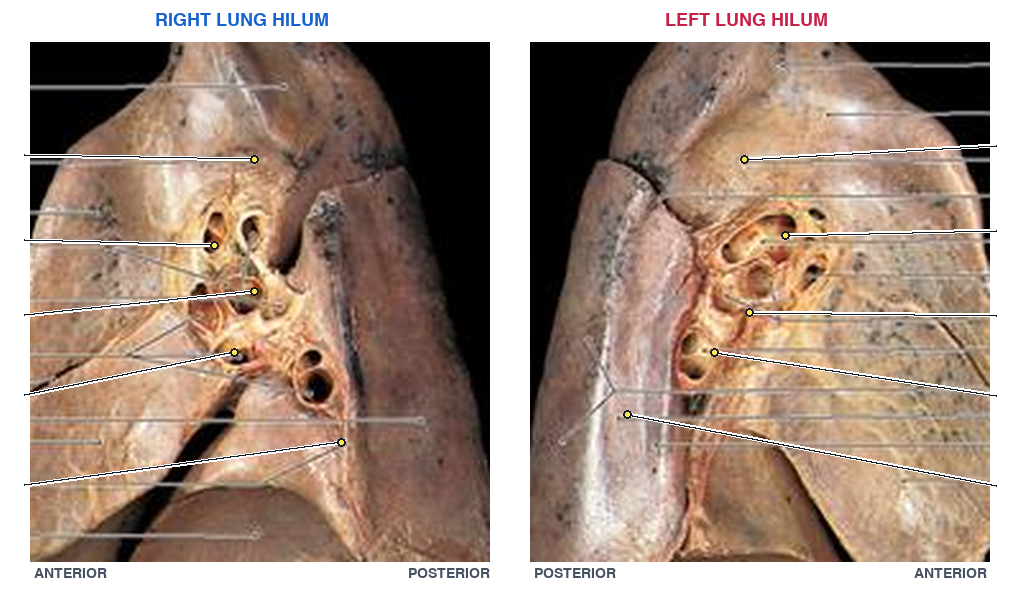 RIGHT LUNG HILUM
LEFT LUNG HILUM
ANTERIOR
POSTERIOR
POSTERIOR
ANTERIOR